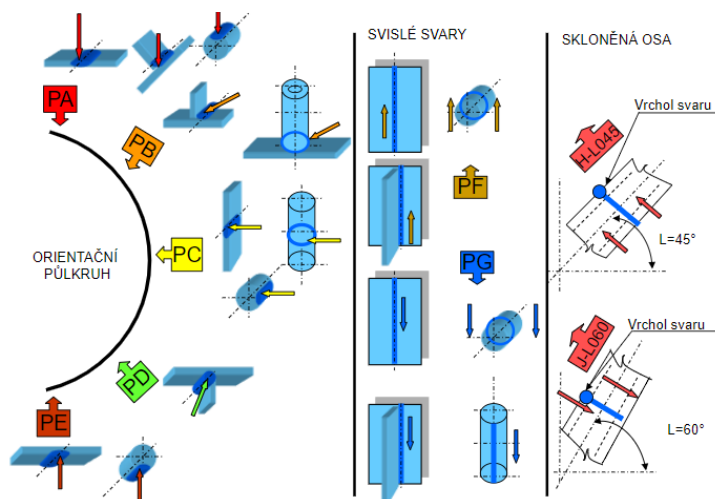 SVISLÉ SVARY
SKLONĚNÁ OSA
PA
PB
PC
ORIENTAČNÍ
PŮLKRUH
PD
PE
PF
PG
H-L045
Vrchol svaru
L=45°
J-L060
Vrchol svaru
L=60°